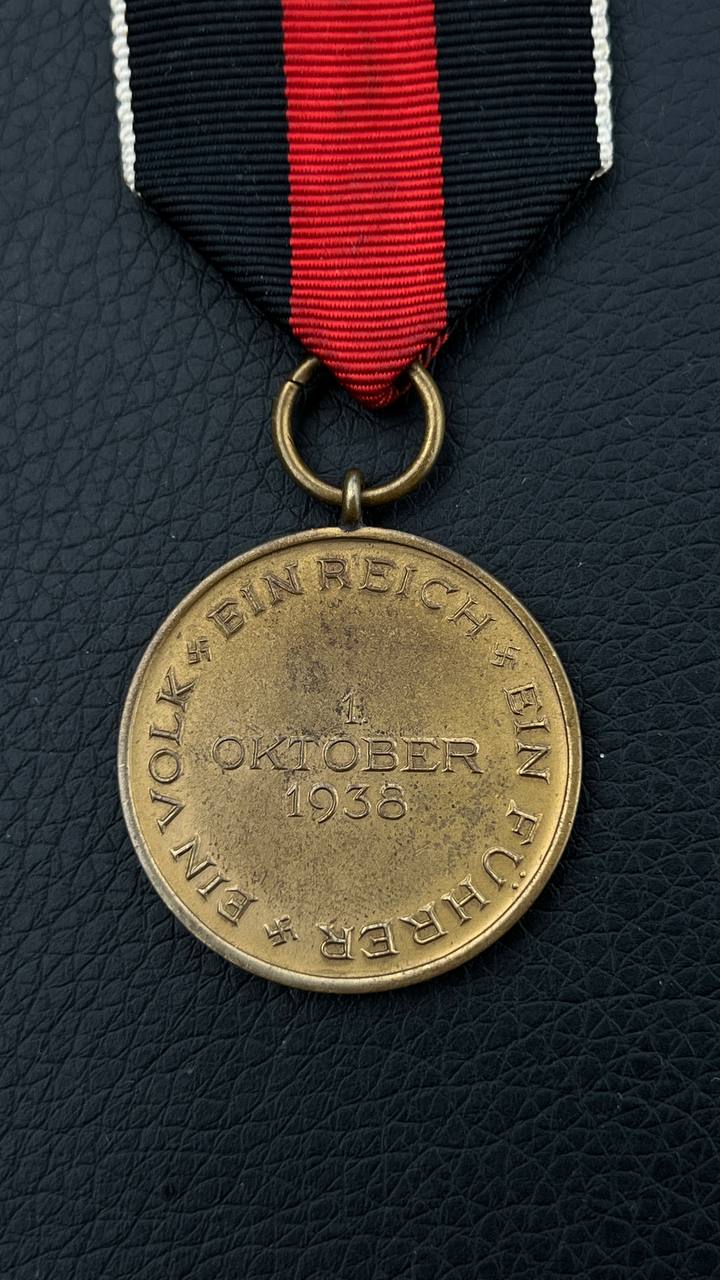 EIN VOLK EIN REICH EIN FÜHRER
1.
OKTOBER
1938